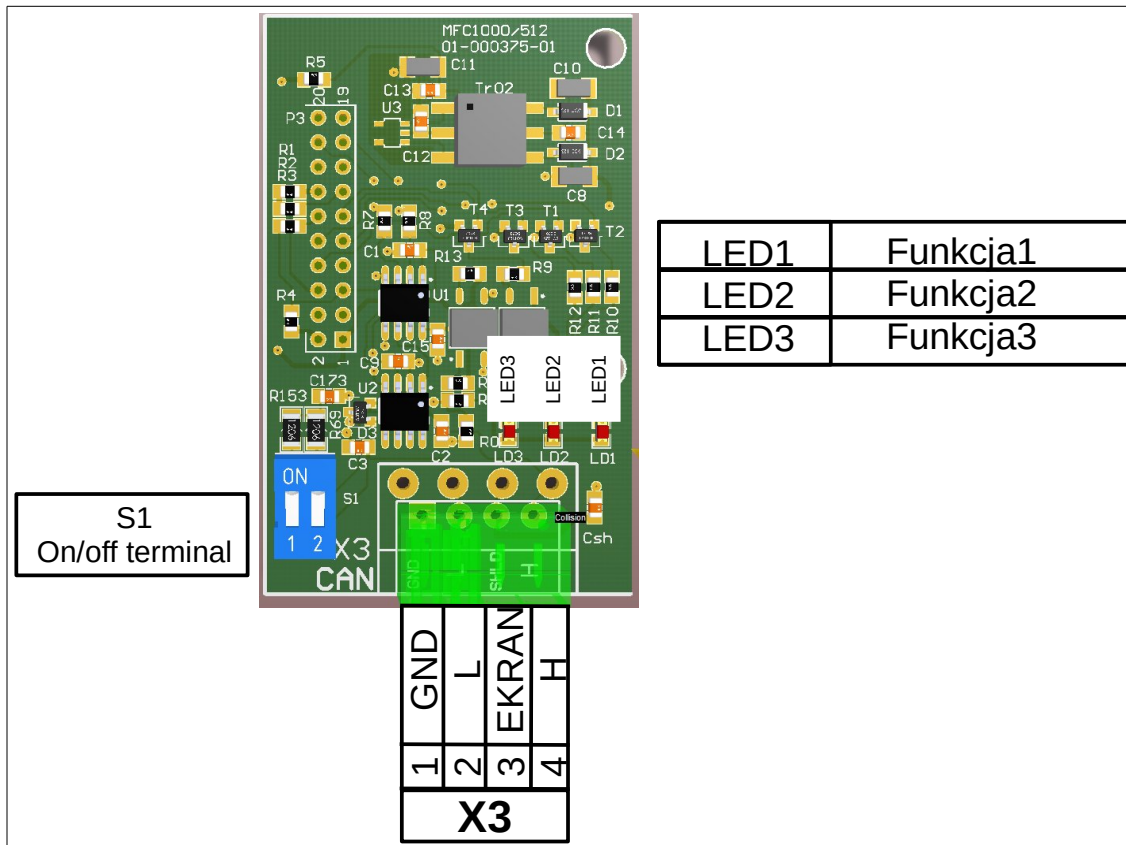 MFC1000/512
01-000375-01
R5
C11
C10
20
19
C13
TrO2
P3
U3
D1
C14
R1
R2
R3
C12
D2
C8
R7
R8
T4
T3
T1
T2
C1
R13
R9
R4
U1
R12
R11
R10
C15
2
1
C9
LED3
LED2
LED1
C173
U2
R153
R69
D3
1206
1206
C3
C2
LD3
LD2
LD1
ON
1 2
S1
X3
CAN
Collision
Csh
GND
L
SHLD
H
LED1 Funkcja1
LED2 Funkcja2
LED3 Funkcja3
S1
On/off terminal
GND
L
EKRAN
H
1
2
3
4
X3